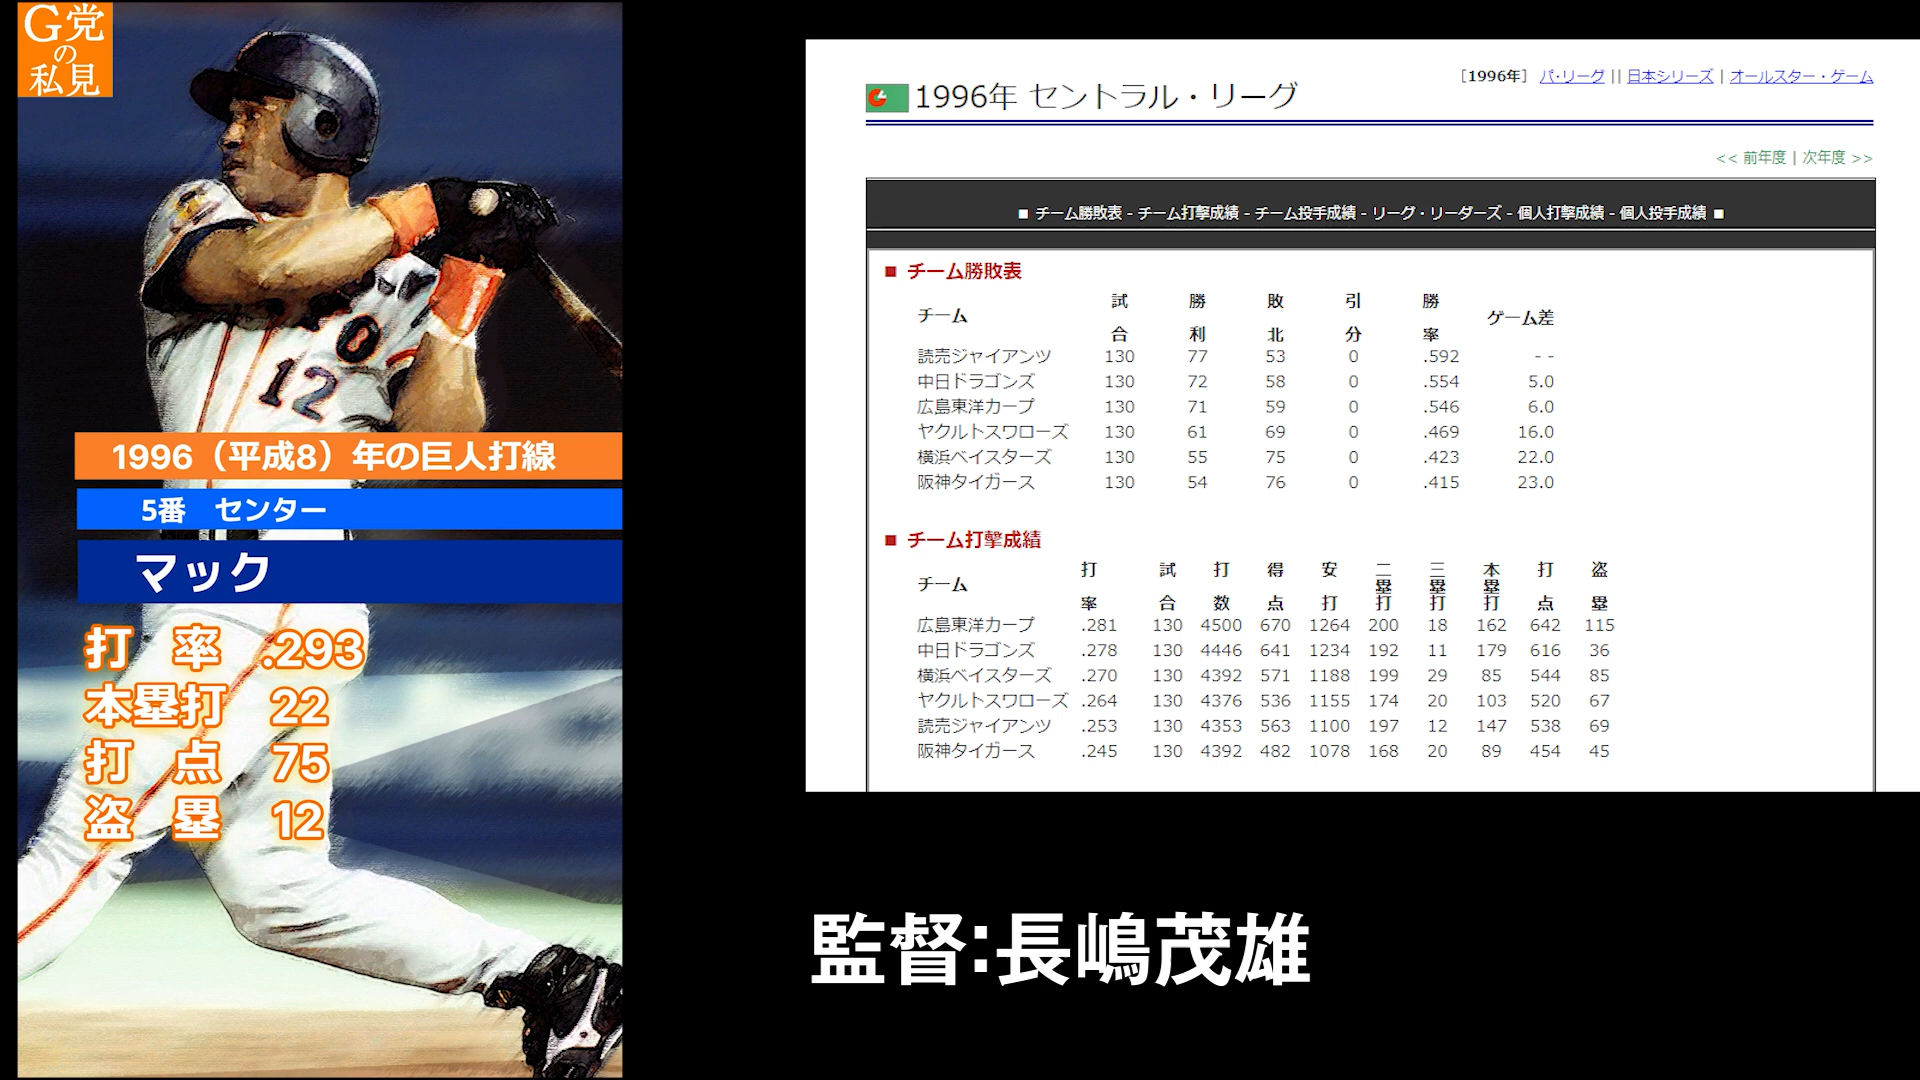 G党
の
私見
12
1996（平成8）年の巨人打線
5番　センター
マック
打　率　.293
本塁打　22
打　点　75
盗　塁　12
[1996年]　パ・リーグ || 日本シリーズ | オールスター・ゲーム
1996年 セントラル・リーグ
<< 前年度 | 次年度 >>
■ チーム勝敗表 - チーム打撃成績 - チーム投手成績 - リーグ・リーダーズ - 個人打撃成績 - 個人投手成績 ■
■ チーム勝敗表
チーム 試合 勝利 敗北 引分 勝率 ゲーム差
読売ジャイアンツ 130 77 53 0 .592 - -
中日ドラゴンズ 130 72 58 0 .554 5.0
広島東洋カープ 130 71 59 0 .546 6.0
ヤクルトスワローズ 130 61 69 0 .469 16.0
横浜ベイスターズ 130 55 75 0 .423 22.0
阪神タイガース 130 54 76 0 .415 23.0
■ チーム打撃成績
チーム 打率 試合 打数 得点 安打 二塁打 三塁打 本塁打 打点 盗塁
広島東洋カープ .281 130 4500 670 1264 200 18 162 642 115
中日ドラゴンズ .278 130 4446 641 1234 192 11 179 616 36
横浜ベイスターズ .270 130 4392 571 1188 199 29 85 544 85
ヤクルトスワローズ .264 130 4376 536 1155 174 20 103 520 67
読売ジャイアンツ .253 130 4353 563 1100 197 12 147 538 69
阪神タイガース .245 130 4392 482 1078 168 20 89 454 45
監督:長嶋茂雄